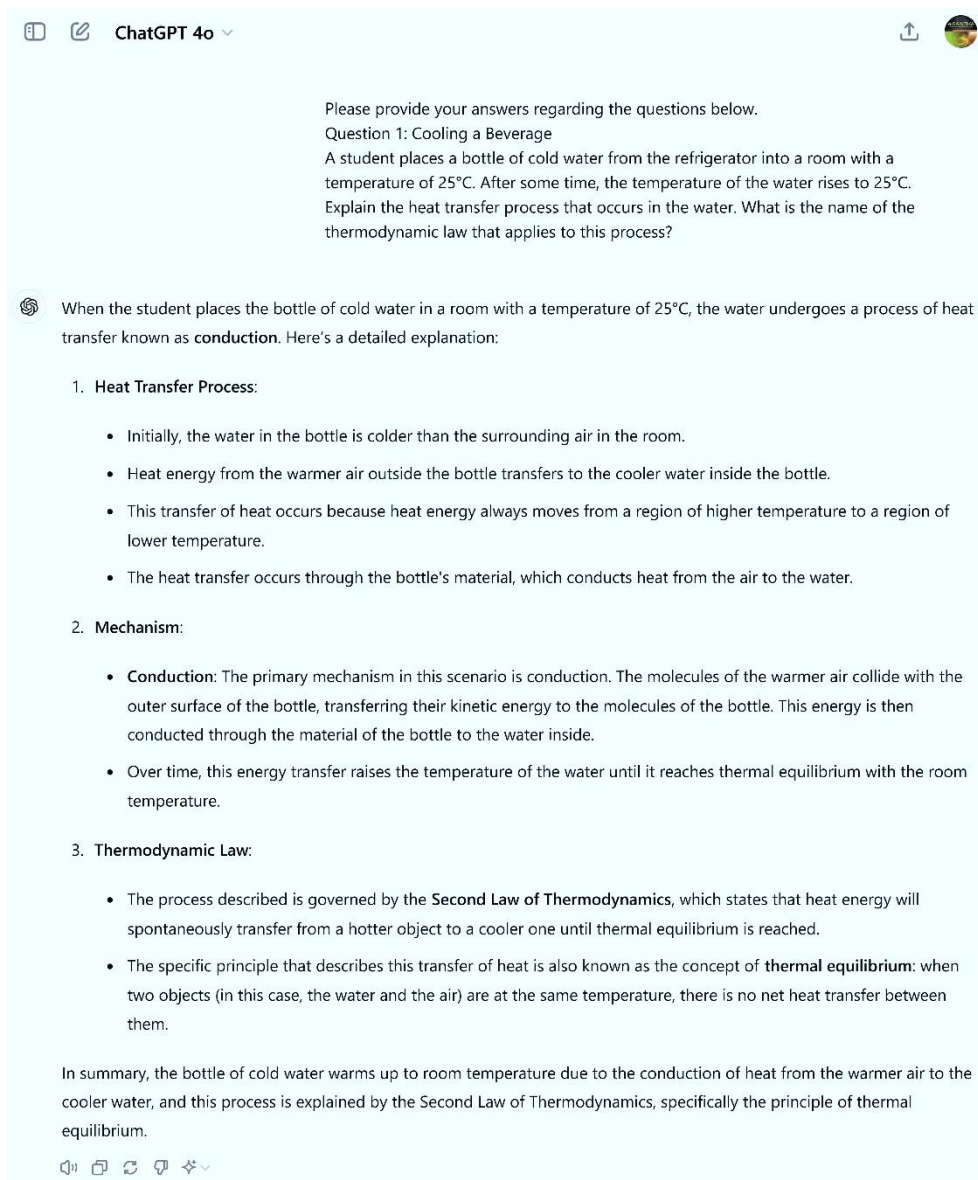 ChatGPT 4o
Please provide your answers regarding the questions below.
Question 1: Cooling a Beverage
A student places a bottle of cold water from the refrigerator into a room with a
temperature of 25°C. After some time, the temperature of the water rises to 25°C.
Explain the heat transfer process that occurs in the water. What is the name of the
thermodynamic law that applies to this process?
When the student places the bottle of cold water in a room with a temperature of 25°C, the water undergoes a process of heat
transfer known as conduction. Here's a detailed explanation:
1. Heat Transfer Process:
• Initially, the water in the bottle is colder than the surrounding air in the room.
• Heat energy from the warmer air outside the bottle transfers to the cooler water inside the bottle.
• This transfer of heat occurs because heat energy always moves from a region of higher temperature to a region of
lower temperature.
• The heat transfer occurs through the bottle's material, which conducts heat from the air to the water.
2. Mechanism:
• Conduction: The primary mechanism in this scenario is conduction. The molecules of the warmer air collide with the
outer surface of the bottle, transferring their kinetic energy to the molecules of the bottle. This energy is then
conducted through the material of the bottle to the water inside.
• Over time, this energy transfer raises the temperature of the water until it reaches thermal equilibrium with the room
temperature.
3. Thermodynamic Law:
• The process described is governed by the Second Law of Thermodynamics, which states that heat energy will
spontaneously transfer from a hotter object to a cooler one until thermal equilibrium is reached.
• The specific principle that describes this transfer of heat is also known as the concept of thermal equilibrium: when
two objects (in this case, the water and the air) are at the same temperature, there is no net heat transfer between
them.
In summary, the bottle of cold water warms up to room temperature due to the conduction of heat from the warmer air to the
cooler water, and this process is explained by the Second Law of Thermodynamics, specifically the principle of thermal
equilibrium.